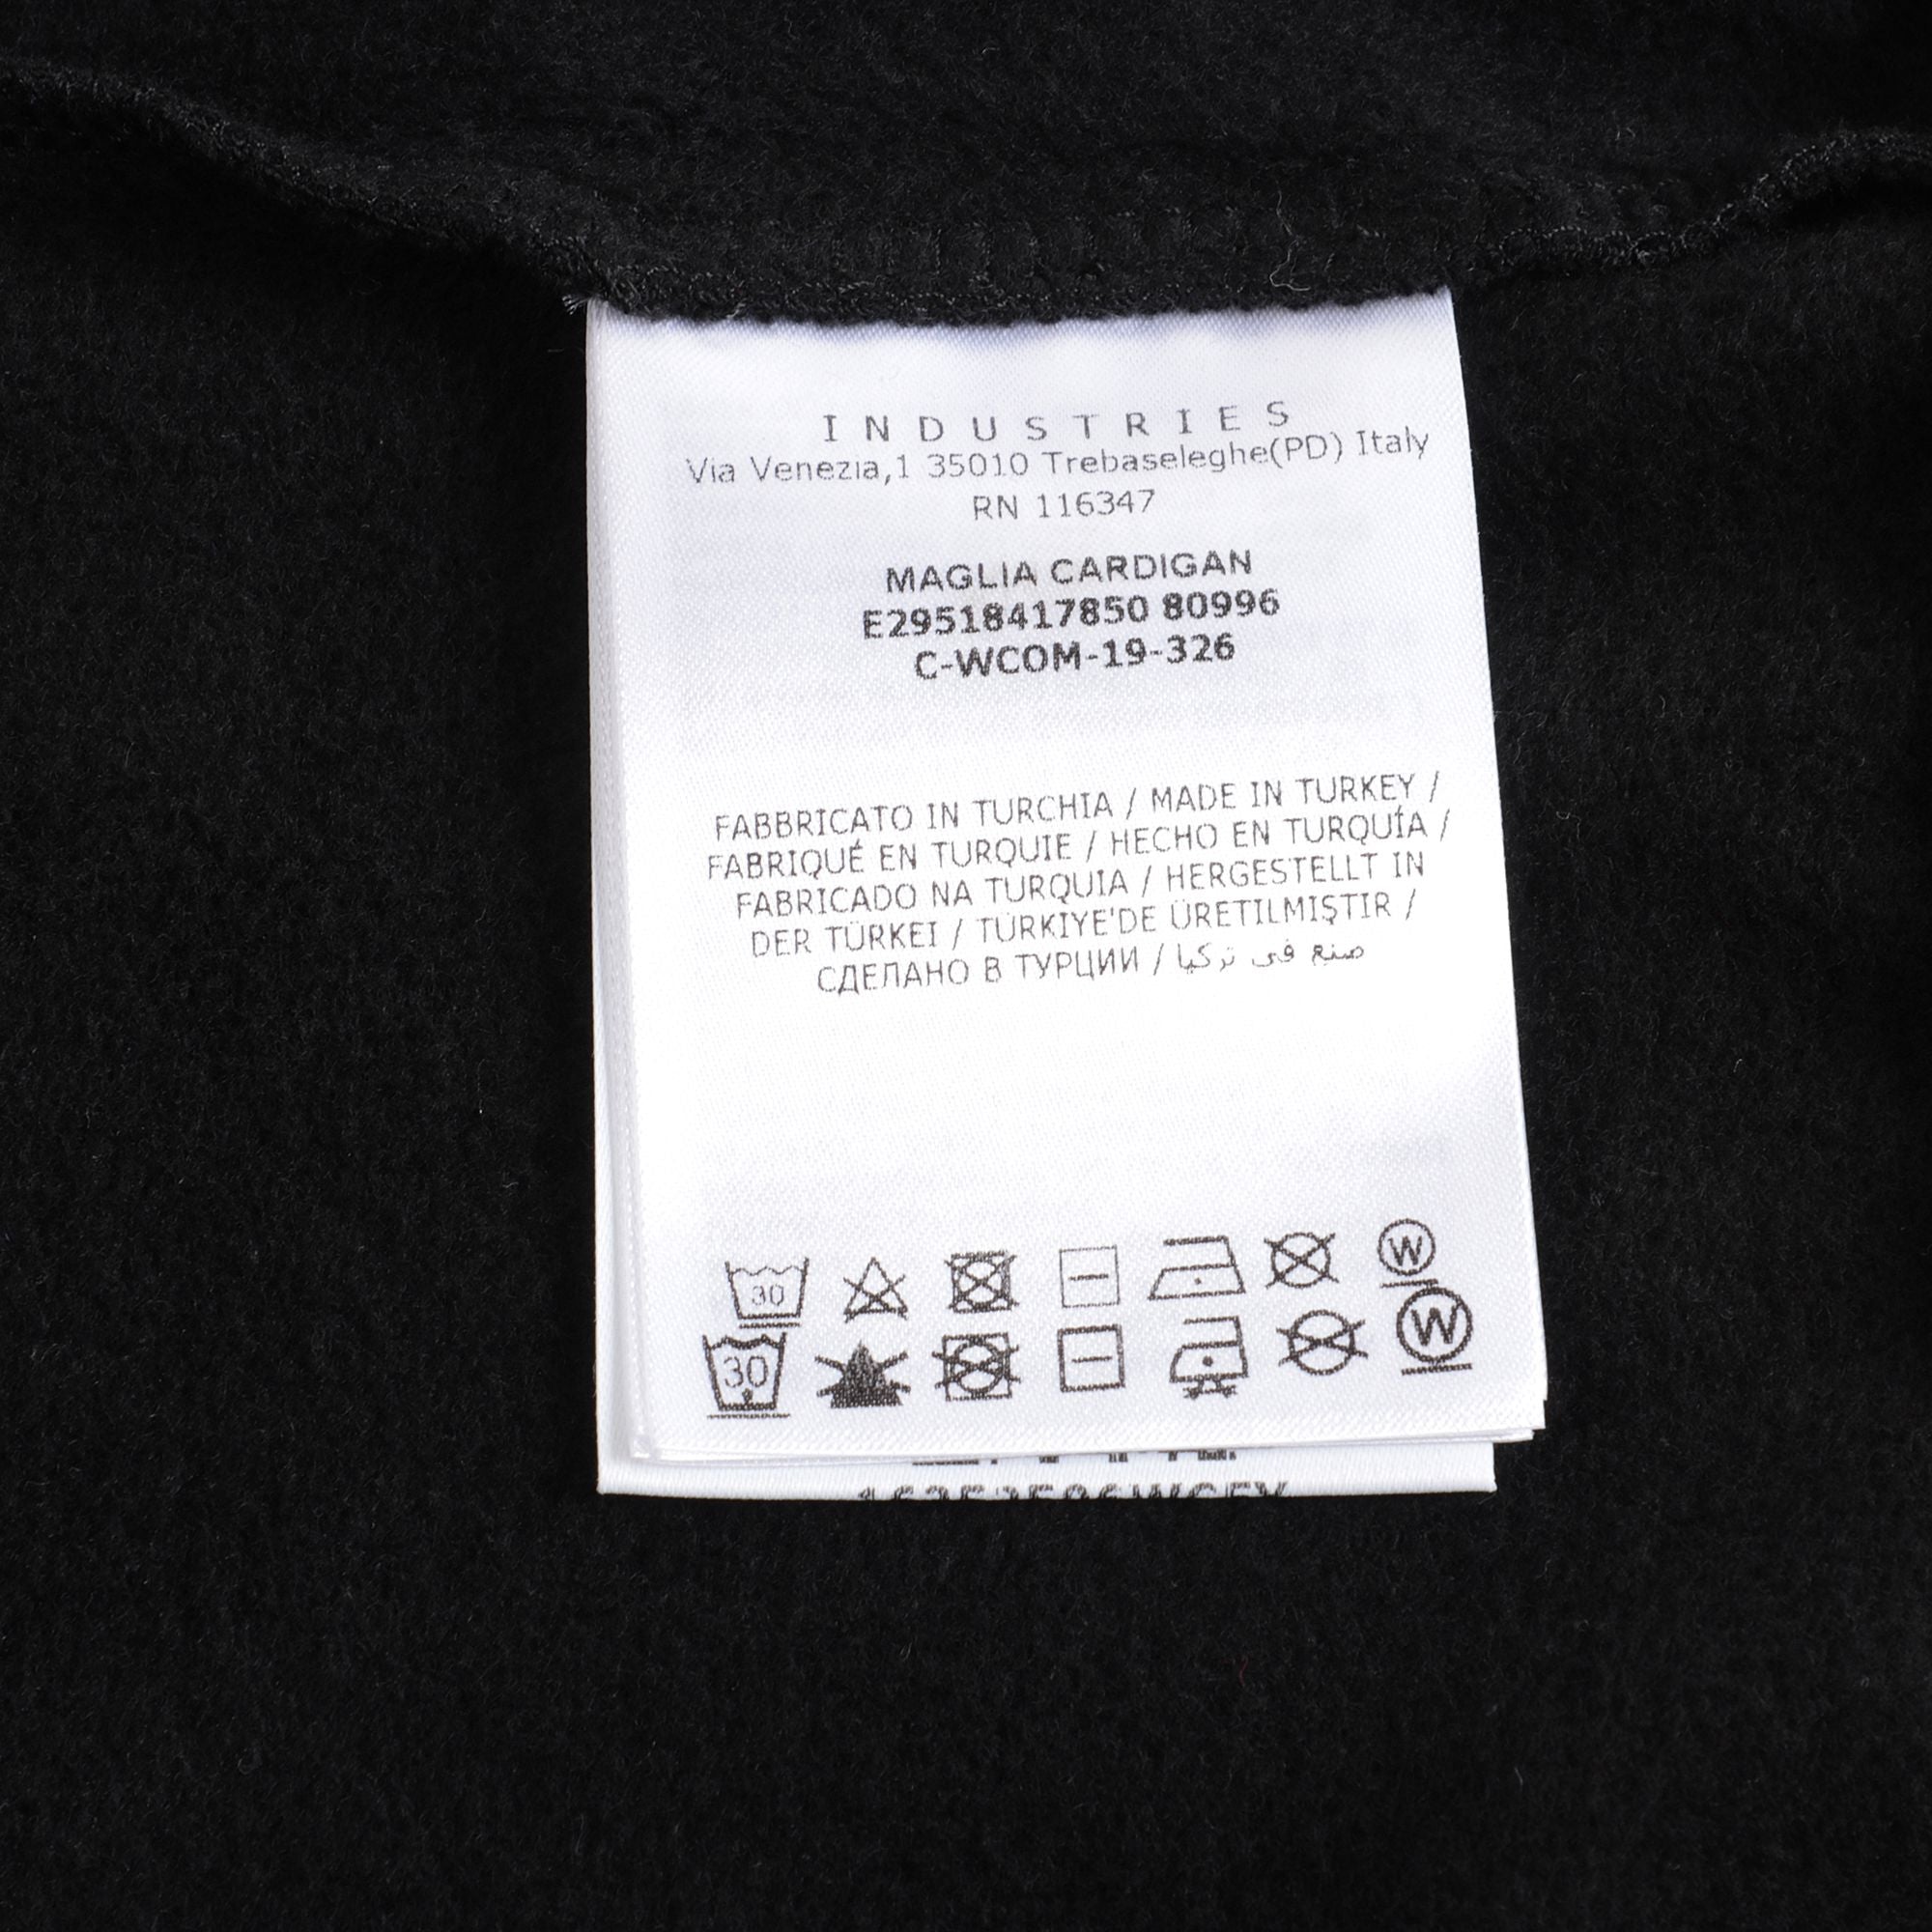 INDUSTRIES
Via Venezia,1 35010 Trebaseleghe(PD) Italy
RN 116347
MAGLIA CARDIGAN
E29518417850 80996
C-WCOM-19-326
FABBRICATO IN TURCHIA / MADE IN TURKEY /
FABRIQUÉ EN TURQUIE / HECHO EN TURQUÍA /
FABRICADO NA TURQUIA / HERGESTELLT IN
DER TÜRKEI / TÜRKIYE'DE ÜRETILMIŞTIR /
СДЕЛАНО В ТУРЦИИ / صنع في تركيا
30 W
30 W